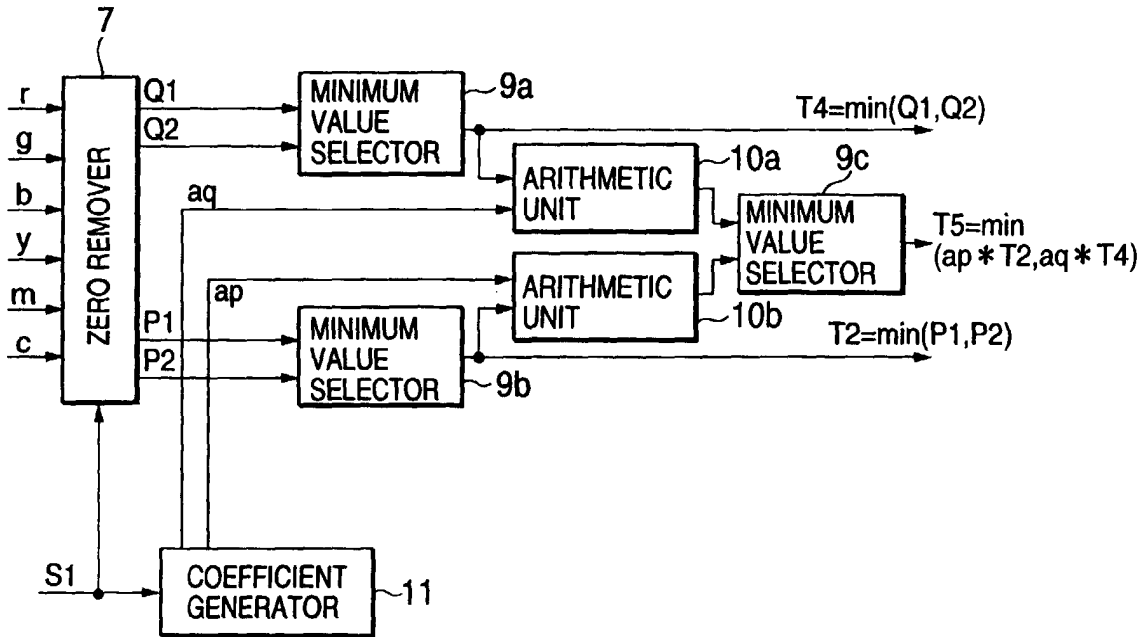 7
r
g
b
y
m
c
ZERO REMOVER
Q1
Q2
MINIMUM
VALUE
SELECTOR
9a
T4=min(Q1,Q2)
aq
ARITHMETIC
UNIT
10a
9c
MINIMUM
VALUE
SELECTOR
T5=min
(ap*T2,aq*T4)
ap
ARITHMETIC
UNIT
10b
P1
P2
MINIMUM
VALUE
SELECTOR
9b
T2=min(P1,P2)
S1
COEFFICIENT
GENERATOR
11